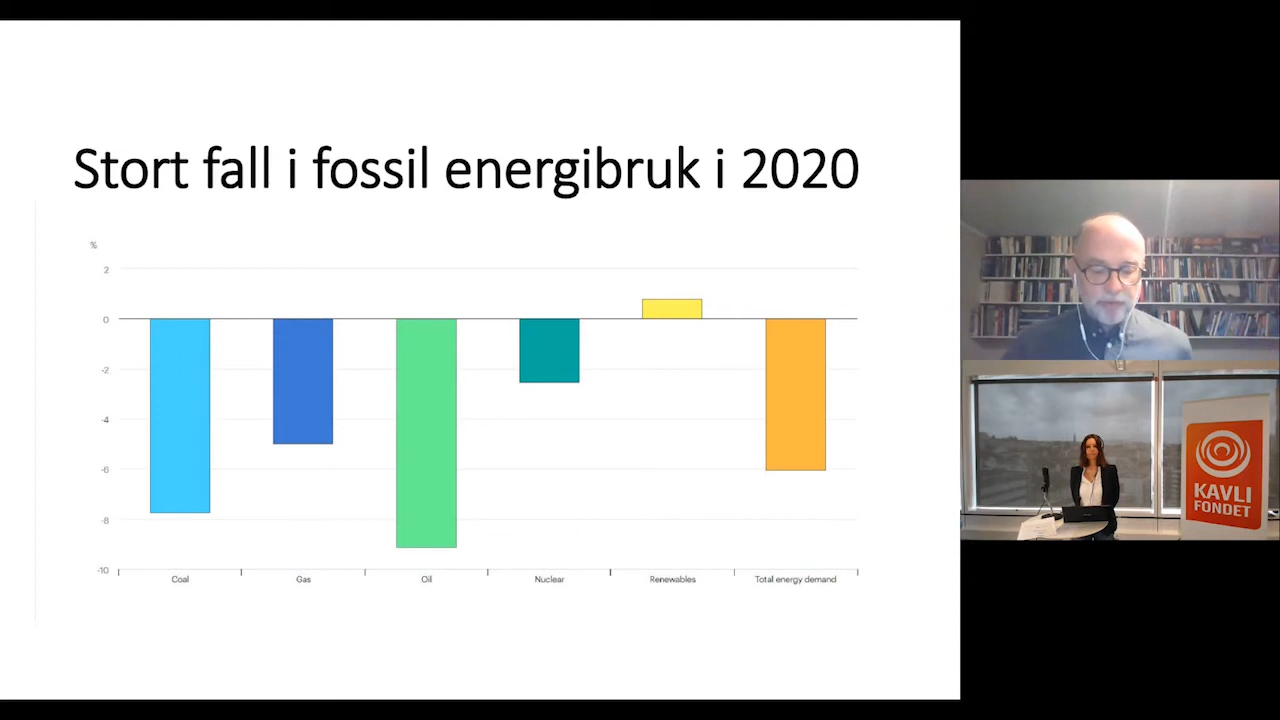 Stort fall i fossil energibruk i 2020
%
2
0
-2
-4
-6
-8
-10
Coal
Gas
Oil
Nuclear
Renewables
Total energy demand
KAVLI
FONDET